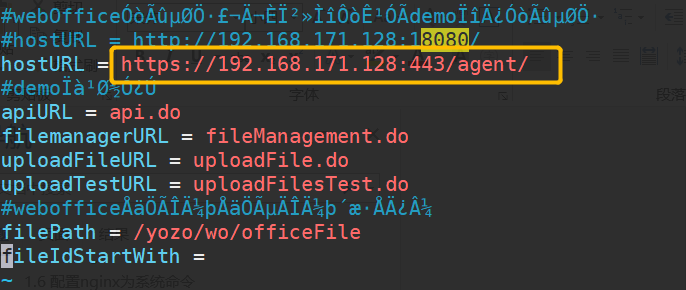 #webOfficeÓòÃûµØÖ·£¬Ä¬ÈÏ²»ÌîÔòÊ¹ÓÃdemoÏîÄ¿ÓòÃûµØÖ·
#hostURL = http://192.168.171.128:18080/
hostURL = https://192.168.171.128:443/agent/
#demoÏà¹Ø½Ó¿Ú
apiURL = api.do
filemanagerURL = fileManagement.do
uploadFileURL = uploadFile.do
uploadTestURL = uploadFilesTest.do
#webofficeÅäÖÃÎÄ¼þÅäÖÃµÄÎÄ¼þ´æ·ÅÄ¿Â¼
filePath = /yozo/wo/officeFile
fileIdStartWith =
~
1.6 配置nginx为系统命令
段落